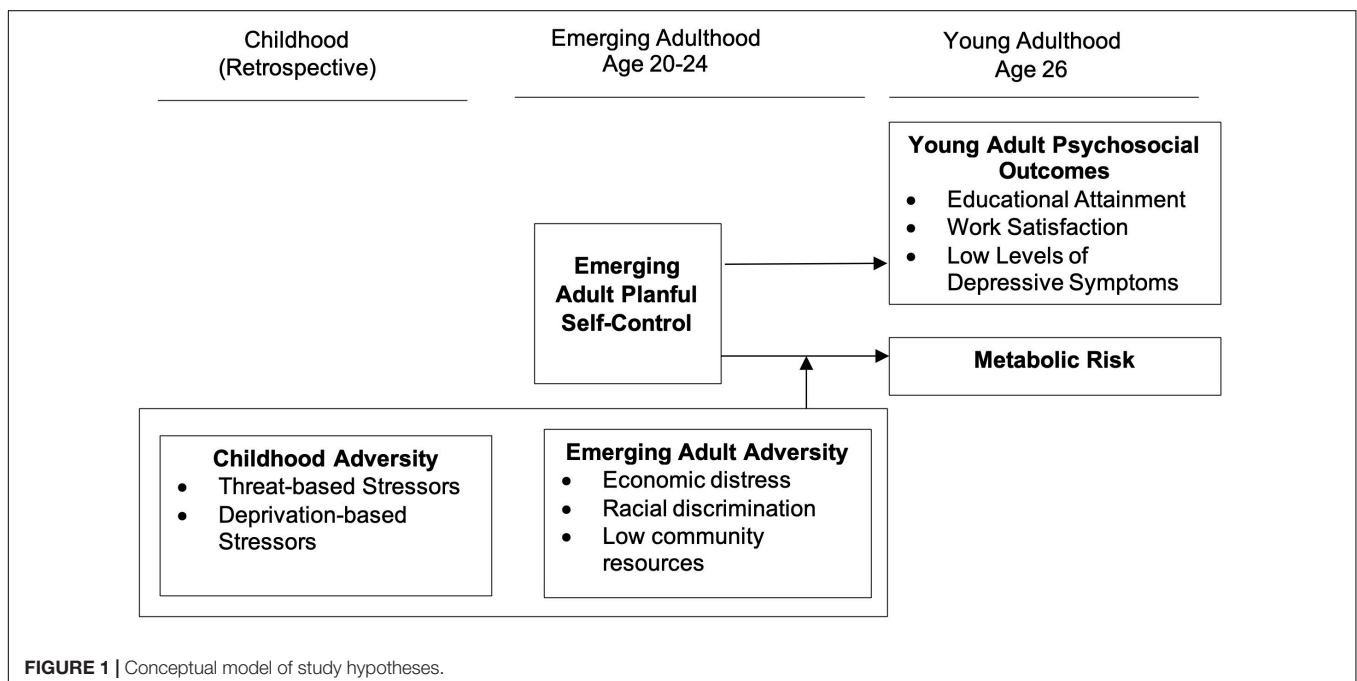 Childhood
(Retrospective)
Emerging Adulthood
Age 20-24
Young Adulthood
Age 26
Young Adult Psychosocial
Outcomes
• Educational Attainment
• Work Satisfaction
• Low Levels of
Depressive Symptoms
Emerging
Adult Planful
Self-Control
Metabolic Risk
Childhood Adversity
• Threat-based Stressors
• Deprivation-based
Stressors
Emerging Adult Adversity
• Economic distress
• Racial discrimination
• Low community
resources
FIGURE 1 | Conceptual model of study hypotheses.